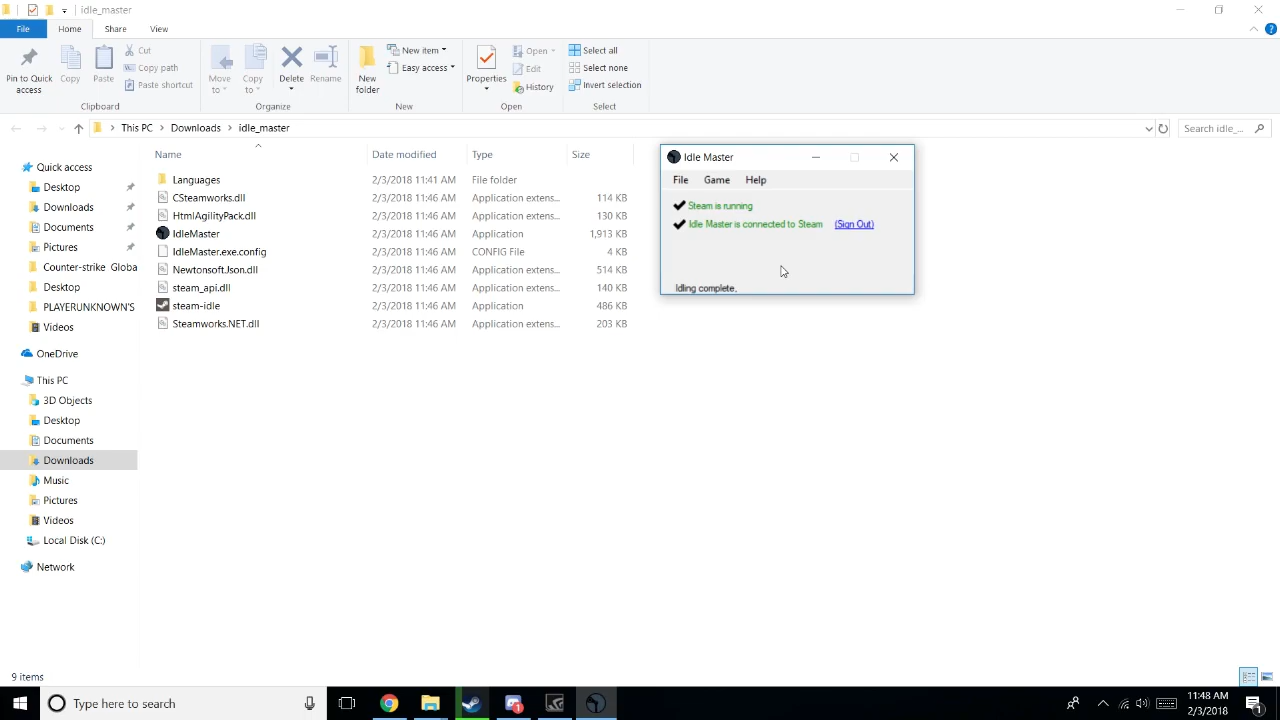 idle_master
File Home Share View
Pin to Quick access
Copy
Paste
Cut
Copy path
Paste shortcut
Clipboard
Move to
Copy to
Delete
Rename
Organize
New folder
New item
Easy access
New
Properties
Open
Edit
History
Open
Select all
Select none
Invert selection
Select
This PC > Downloads > idle_master
Search idle_...
Name Date modified Type Size
Languages 2/3/2018 11:41 AM File folder
CSteamworks.dll 2/3/2018 11:46 AM Application extens... 114 KB
HtmlAgilityPack.dll 2/3/2018 11:46 AM Application extens... 130 KB
IdleMaster 2/3/2018 11:46 AM Application 1,913 KB
IdleMaster.exe.config 2/3/2018 11:46 AM CONFIG File 4 KB
Newtonsoft.Json.dll 2/3/2018 11:46 AM Application extens... 514 KB
steam_api.dll 2/3/2018 11:46 AM Application extens... 140 KB
steam-idle 2/3/2018 11:46 AM Application 486 KB
Steamworks.NET.dll 2/3/2018 11:46 AM Application extens... 203 KB
Quick access
Desktop
Downloads
Documents
Pictures
Counter-strike Globa
Desktop
PLAYERUNKNOWN'S
Videos
OneDrive
This PC
3D Objects
Desktop
Documents
Downloads
Music
Pictures
Videos
Local Disk (C:)
Network
Idle Master
File Game Help
Steam is running
Idle Master is connected to Steam (Sign Out)
Idling complete,
9 items
Type here to search
11:48 AM
2/3/2018